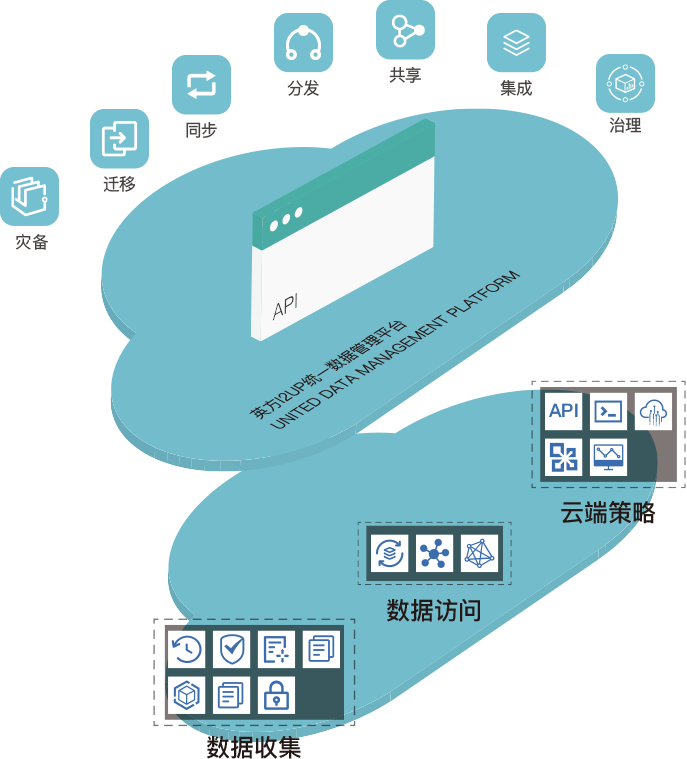 共享
分发
集成
治理
同步
迁移
灾备
API
英方I2UP统一数据管理平台
UNITED DATA MANAGEMENT PLATFORM
API
云端策略
数据访问
数据收集